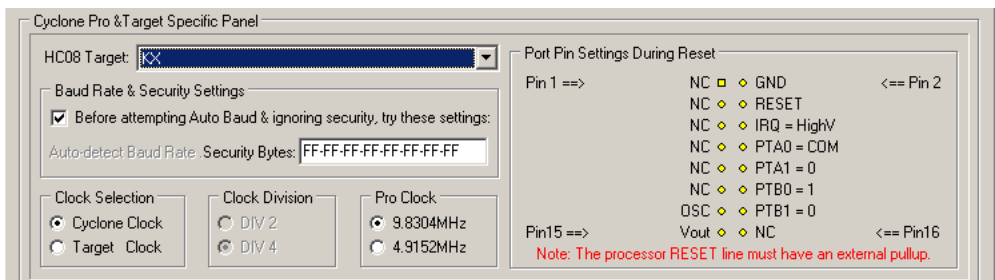 Cyclone Pro &Target Specific Panel
HC08 Target: KX
Baud Rate & Security Settings
Before attempting Auto Baud & ignoring security, try these settings:
Auto-detect Baud Rate . Security Bytes: FF-FF-FF-FF-FF-FF-FF-FF
Clock Selection
Cyclone Clock
Target Clock
Clock Division
DIV 2
DIV 4
Pro Clock
9.8304MHz
4.9152MHz
Port Pin Settings During Reset
Pin 1 ==> NC GND <== Pin 2
NC RESET
NC IRQ = HighV
NC PTA0 = COM
NC PTA1 = 0
NC PTB0 = 1
OSC PTB1 = 0
Pin15 ==> Vout NC <== Pin16
Note: The processor RESET line must have an external pullup.